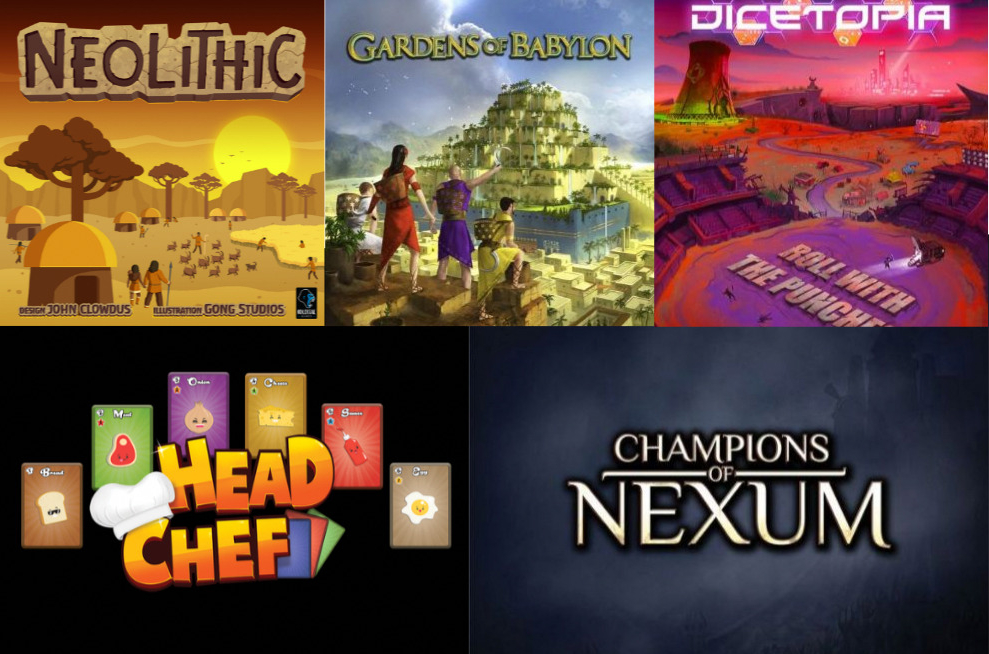 NEOLITHIC
DESIGN JOHN CLOWDUS
ILLUSTRATION GONG STUDIOS
GARDENS OF BABYLON
DICETOPIA
ROLL WITH
THE PUNCHE
Bread
Meat
Onion
Cheese
Sauce
Egg
HEAD
CHEF
CHAMPIONS
OF
NEXUM